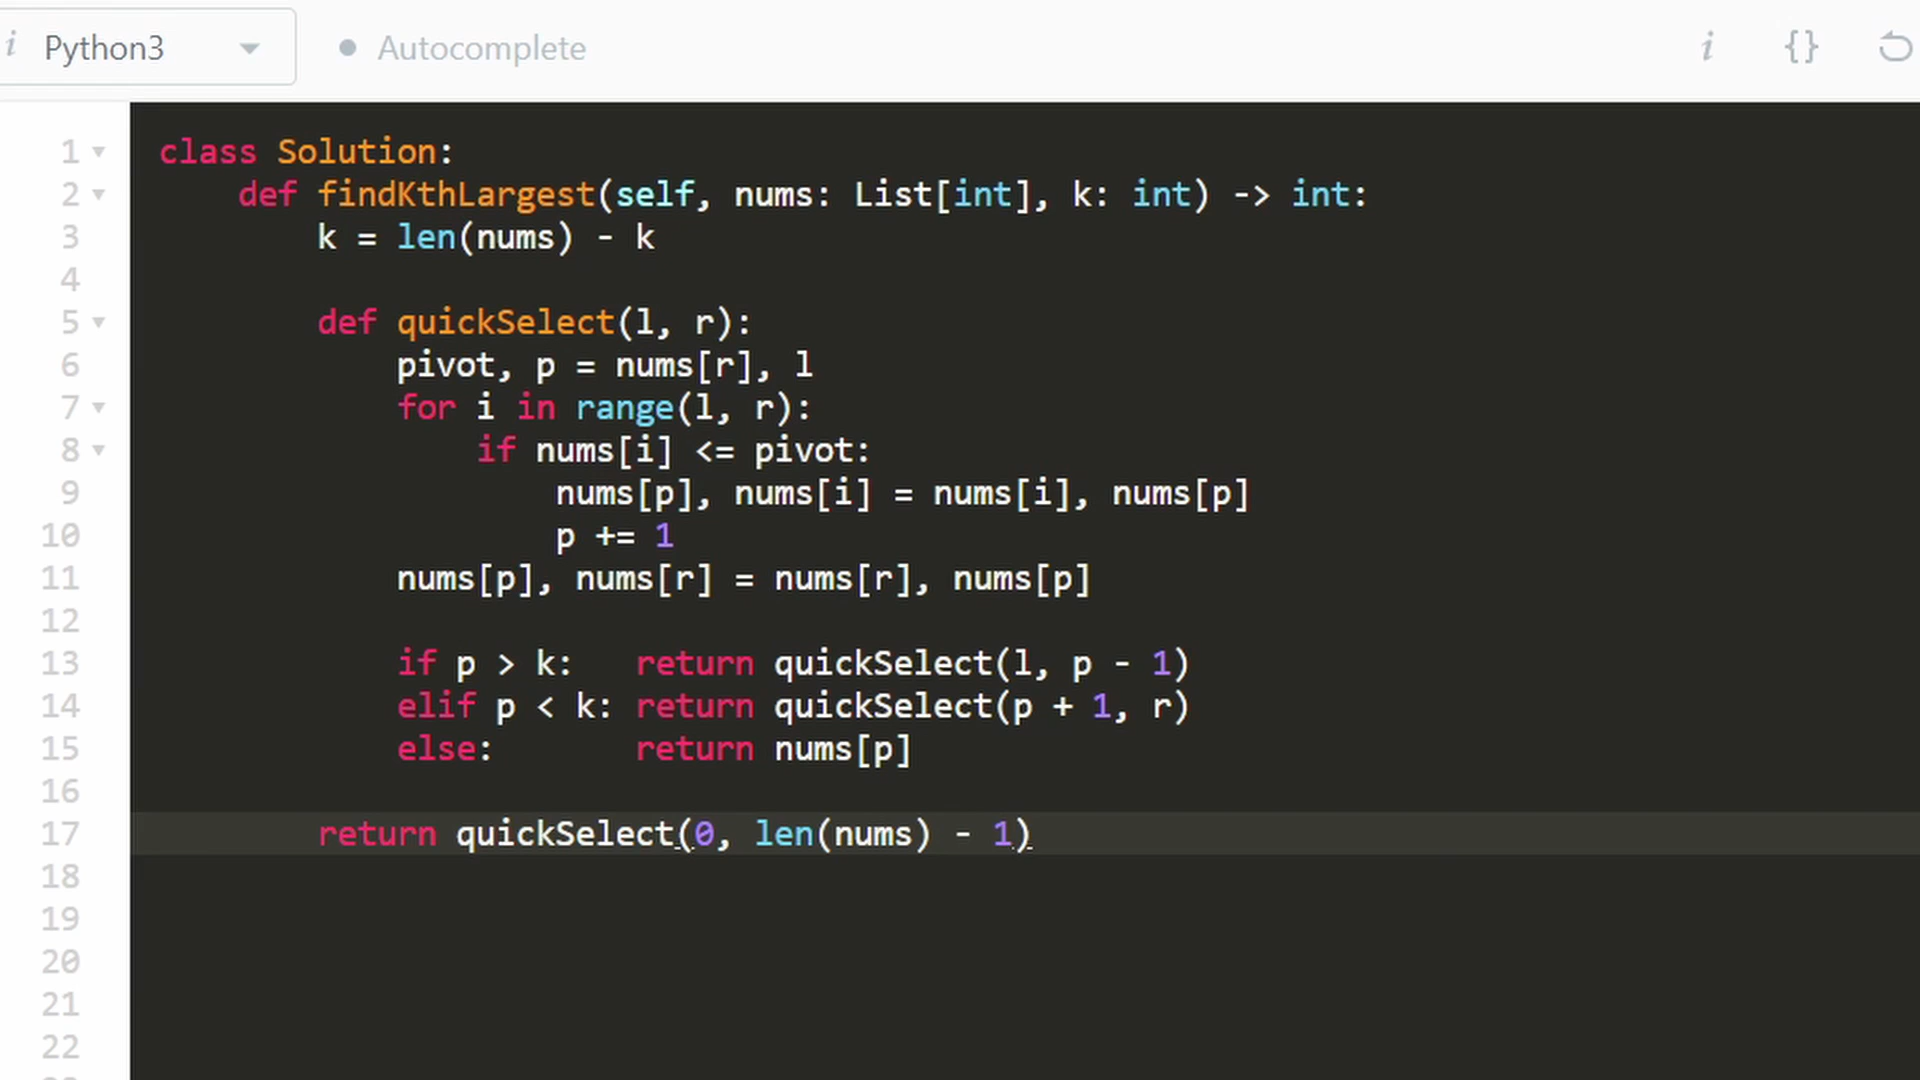 i Python3 Autocomplete i {}
1 class Solution:
2     def findKthLargest(self, nums: List[int], k: int) -> int:
3         k = len(nums) - k
4
5         def quickSelect(l, r):
6             pivot, p = nums[r], l
7             for i in range(l, r):
8                 if nums[i] <= pivot:
9                     nums[p], nums[i] = nums[i], nums[p]
10                     p += 1
11             nums[p], nums[r] = nums[r], nums[p]
12
13             if p > k:   return quickSelect(l, p - 1)
14             elif p < k: return quickSelect(p + 1, r)
15             else:       return nums[p]
16
17         return quickSelect(0, len(nums) - 1)
18
19
20
21
22